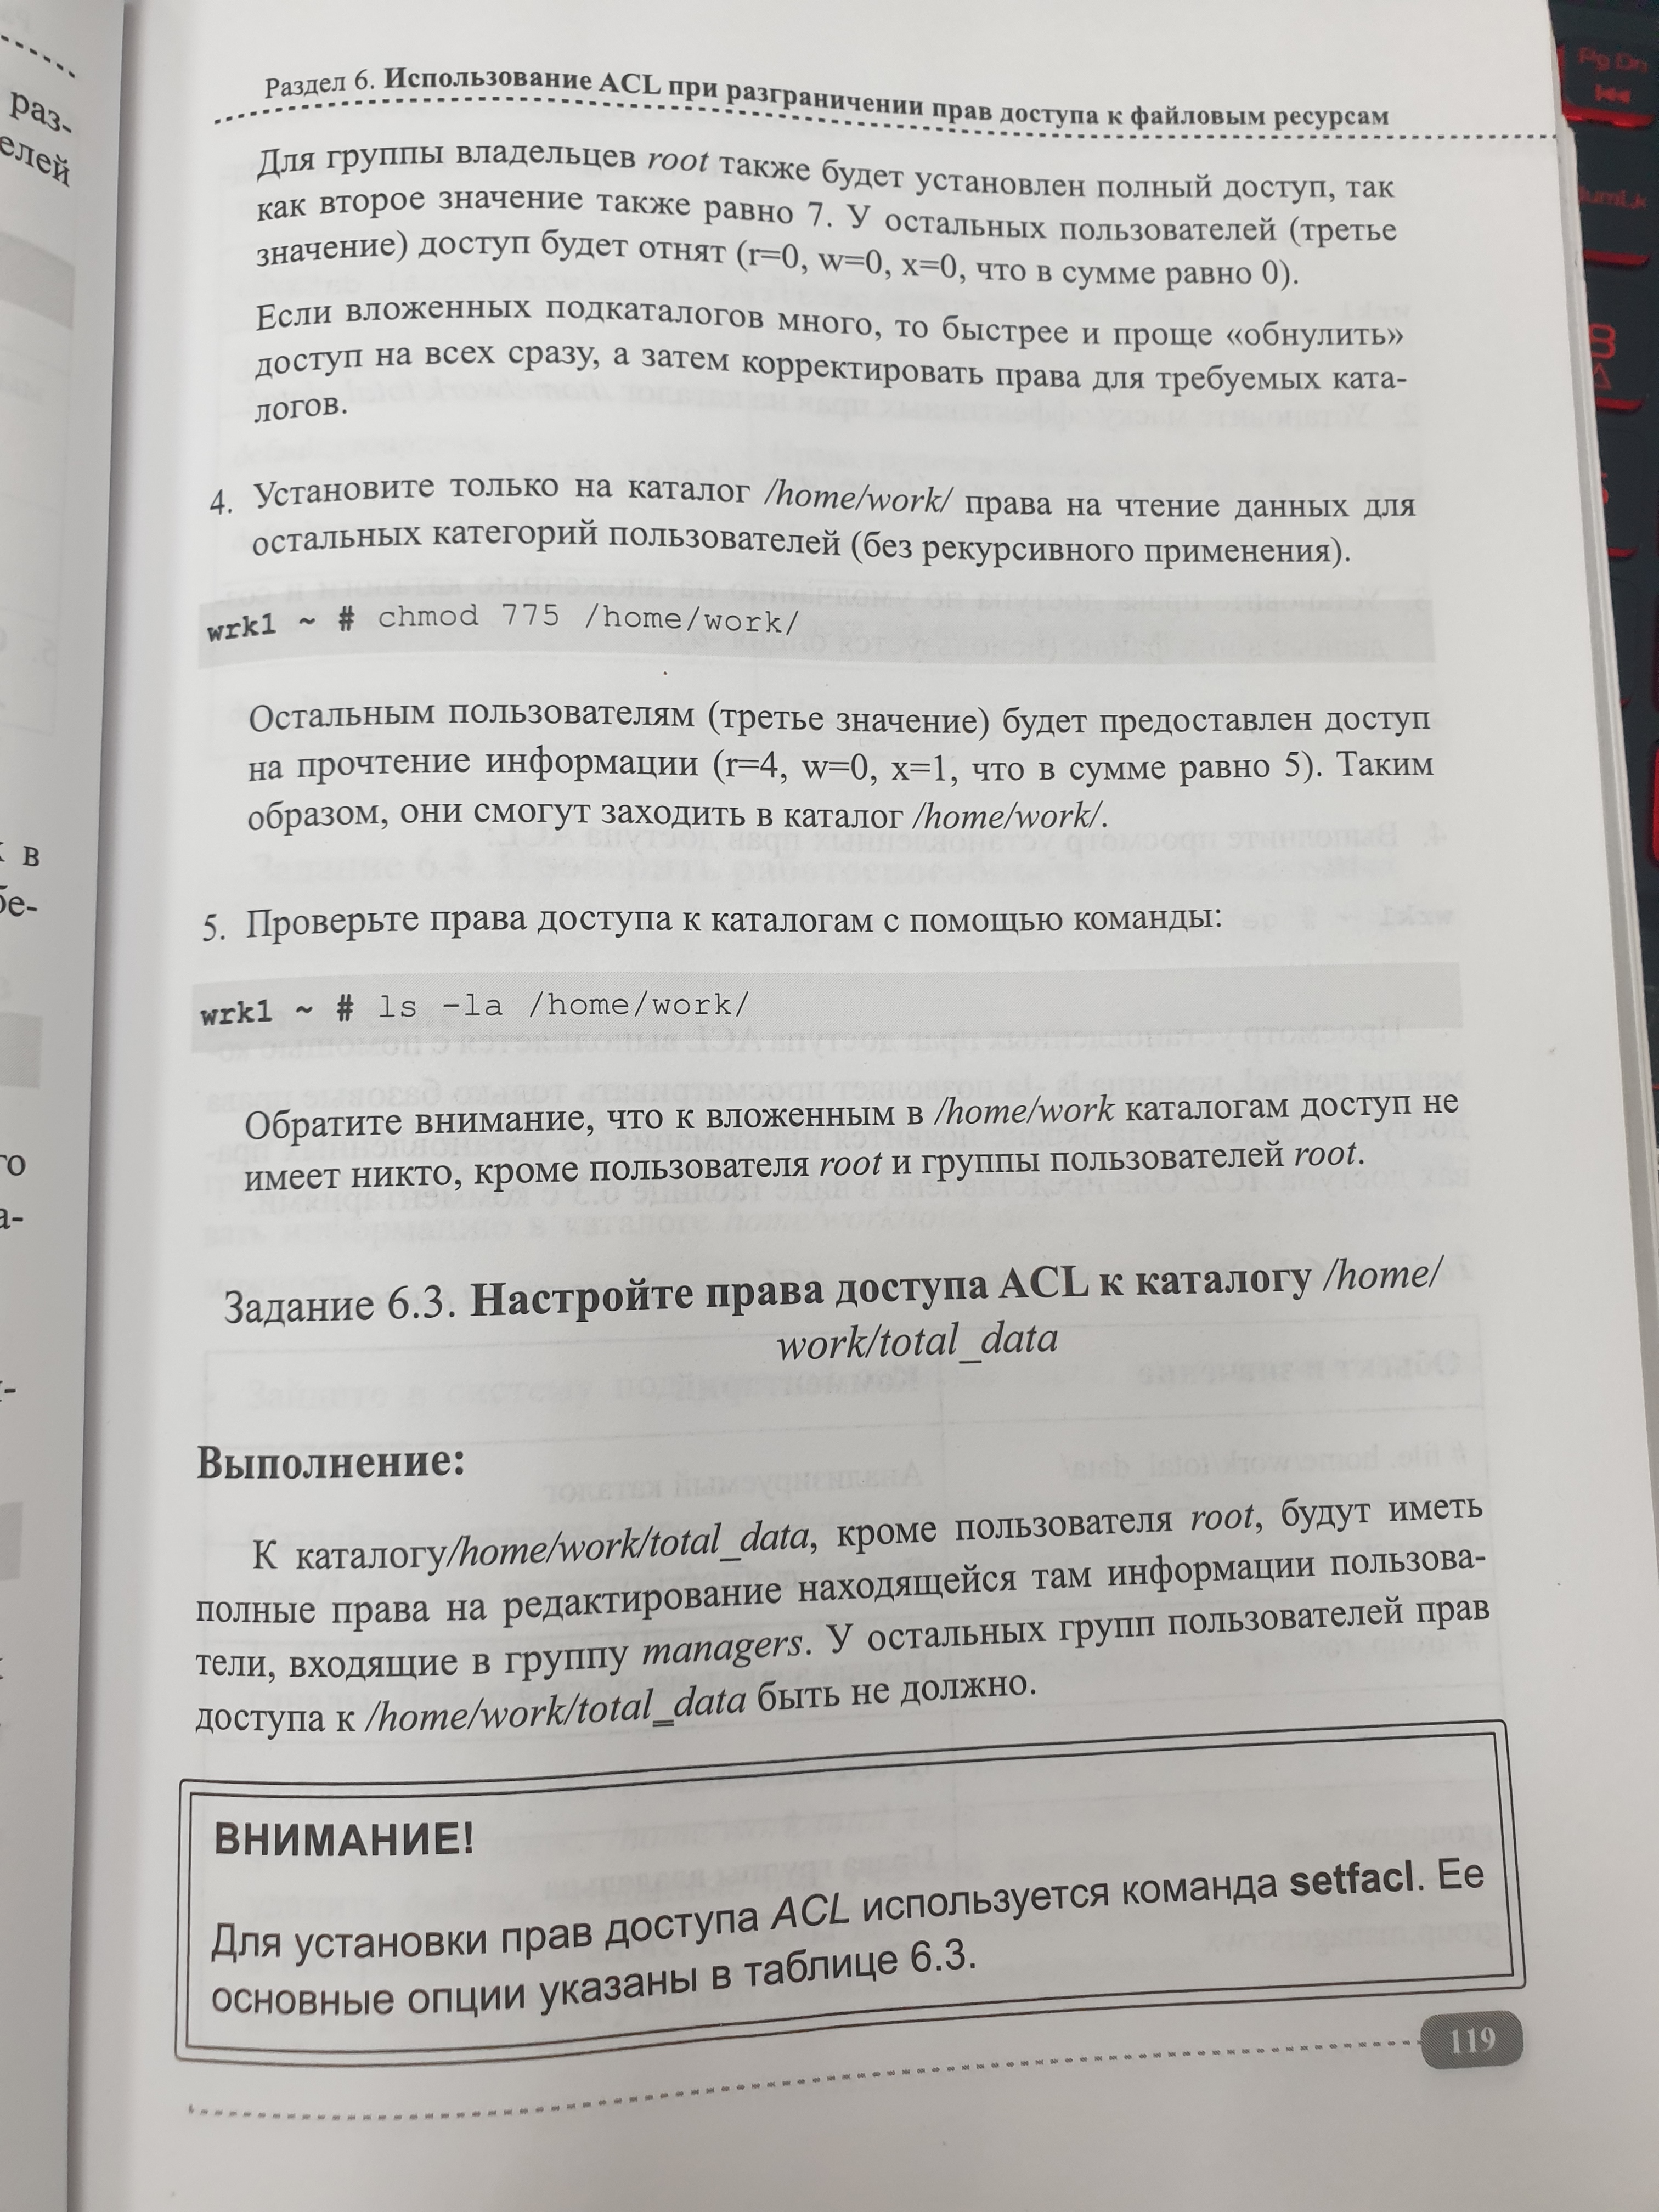 Раздел 6. Использование ACL при разграничении прав доступа к файловым ресурсам
Для группы владельцев root также будет установлен полный доступ, так
как второе значение также равно 7. У остальных пользователей (третье
значение) доступ будет отнят (r=0, w=0, x=0, что в сумме равно 0).
Если вложенных подкаталогов много, то быстрее и проще «обнулить»
доступ на всех сразу, а затем корректировать права для требуемых ката-
логов.
4. Установите только на каталог /home/work/ права на чтение данных для
остальных категорий пользователей (без рекурсивного применения).
wrk1 ~ # chmod 775 /home/work/
Остальным пользователям (третье значение) будет предоставлен доступ
на прочтение информации (r=4, w=0, x=1, что в сумме равно 5). Таким
образом, они смогут заходить в каталог /home/work/.
5. Проверьте права доступа к каталогам с помощью команды:
wrk1 ~ # ls -la /home/work/
Обратите внимание, что к вложенным в /home/work каталогам доступ не
имеет никто, кроме пользователя root и группы пользователей root.
Задание 6.3. Настройте права доступа ACL к каталогу /home/
work/total_data
Выполнение:
К каталогу/home/work/total_data, кроме пользователя root, будут иметь
полные права на редактирование находящейся там информации пользова-
тели, входящие в группу managers. У остальных групп пользователей прав
доступа к /home/work/total_data быть не должно.
ВНИМАНИЕ!
Для установки прав доступа ACL используется команда setfacl. Ее
основные опции указаны в таблице 6.3.
119
раз-
елей
Pg Dn